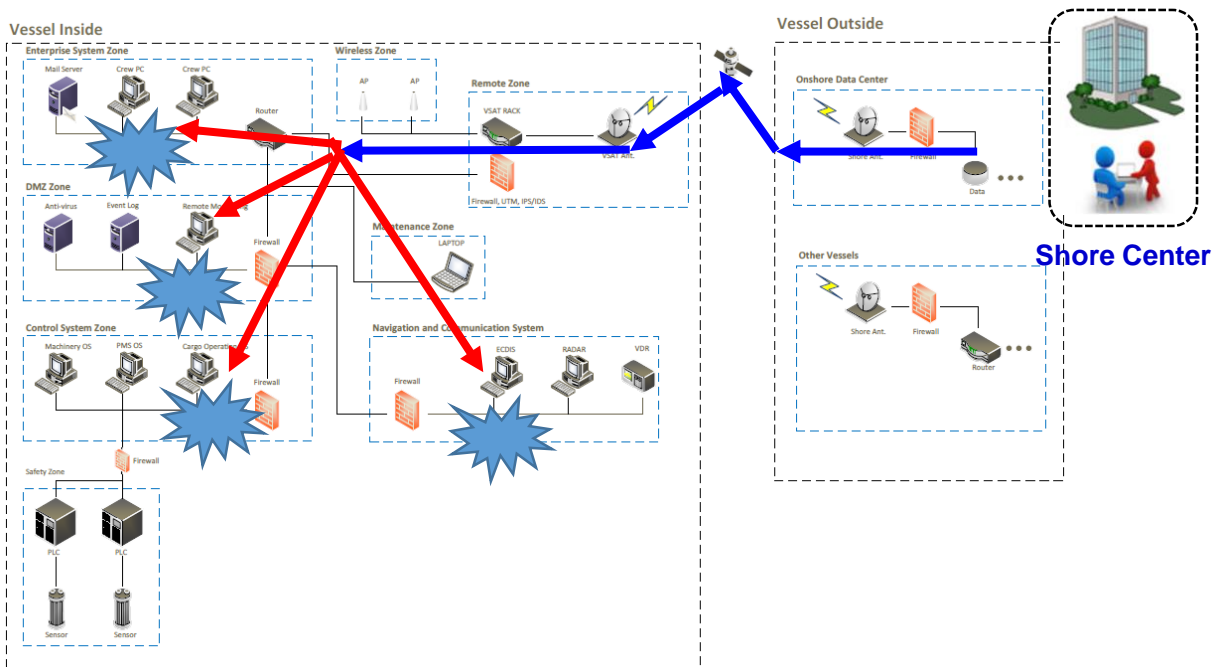 Vessel Inside
Enterprise System Zone
Mail Server
Crew PC
Crew PC
Router
Wireless Zone
AP
AP
Remote Zone
VSAT RACK
VSAT Ant.
Firewall, UTM, IPS/IDS
DMZ Zone
Anti-virus
Event Log
Firewall
Maintenance Zone
LAPTOP
Control System Zone
Machinery OS
PMS OS
Firewall
Navigation and Communication System
Firewall
ECDIS
RADAR
VDR
Firewall
Safety Zone
PLC
PLC
Sensor
Sensor
Vessel Outside
Onshore Data Center
Shore Ant.
Firewall
Data
Other Vessels
Shore Ant.
Firewall
Router
Shore Center